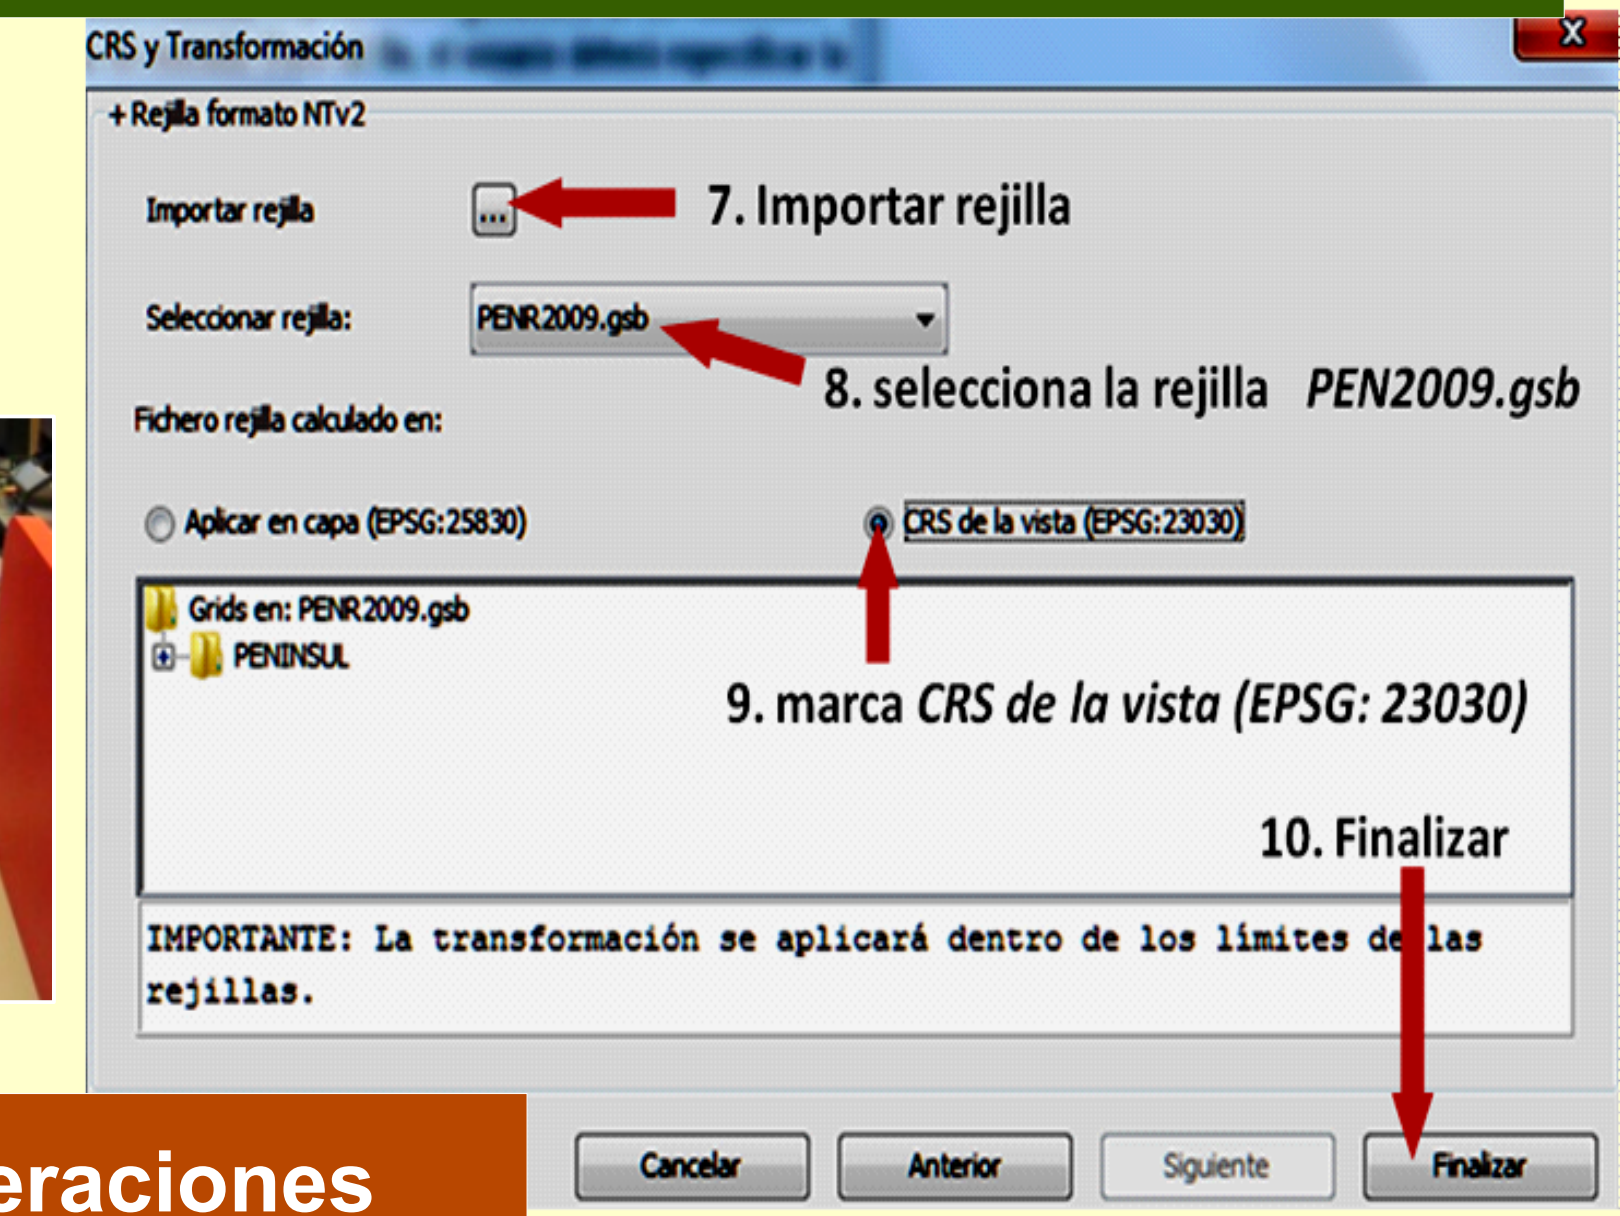 CRS y Transformación
x
+ Rejilla formato NTv2
Importar rejilla
...
7. Importar rejilla
Seleccionar rejilla:
PENR2009.gsb
8. selecciona la rejilla PEN2009.gsb
Fichero rejilla calculado en:
Aplicar en capa (EPSG:25830)
CRS de la vista (EPSG:23030)
Grids en: PENR2009.gsb
PENINSUL
9. marca CRS de la vista (EPSG: 23030)
10. Finalizar
IMPORTANTE: La transformación se aplicará dentro de los límites de las
rejillas.
Cancelar
Anterior
Siguiente
Finalizar
eraciones